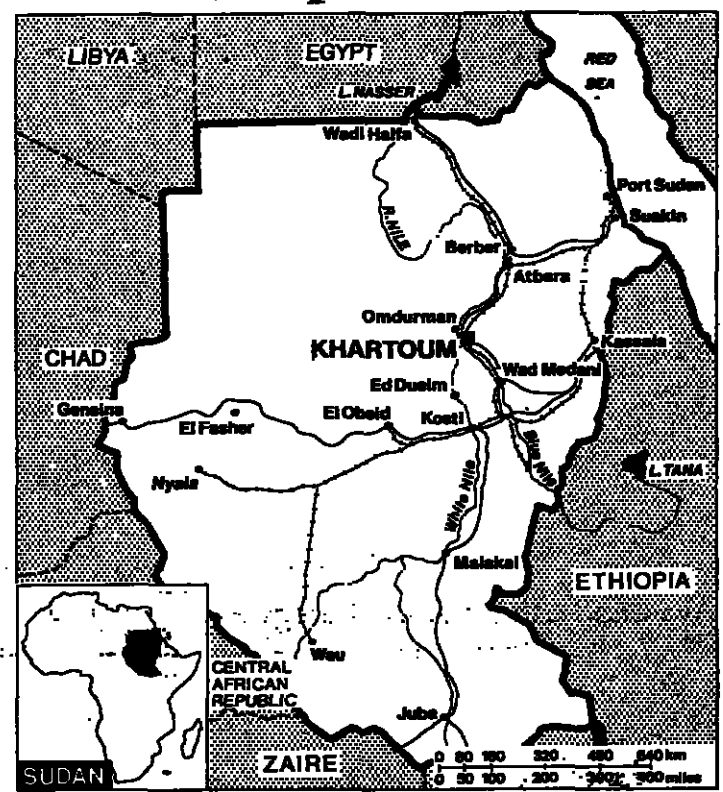 LIBYA
EGYPT
RED
SEA
L. NASSER
Wadi Halfa
Port Sudan
Suakin
R. NILE
Berber
Atbara
Omdurman
KHARTOUM
Kassala
CHAD
Wad Medani
Ed Dueim
Geneina
El Obeid
Kosti
El Fasher
Blue Nile
L. TANA
Nyala
White Nile
Malakal
ETHIOPIA
Wau
CENTRAL
AFRICAN
REPUBLIC
Juba
ZAIRE
0 80 160 320 480 640 km
0 50 100 200 300 miles
SUDAN